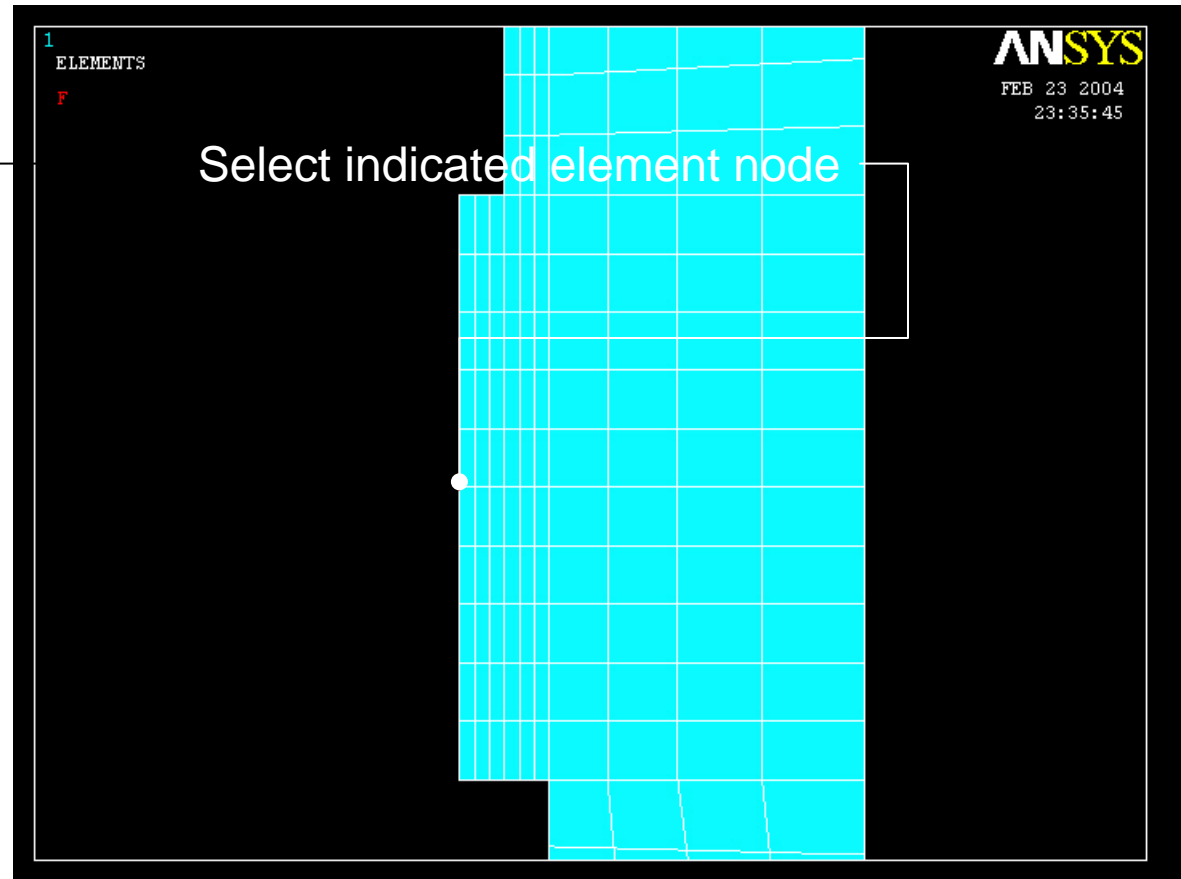 1
ELEMENTS
F
ANSYS
FEB 23 2004
23:35:45
Select indicated element node